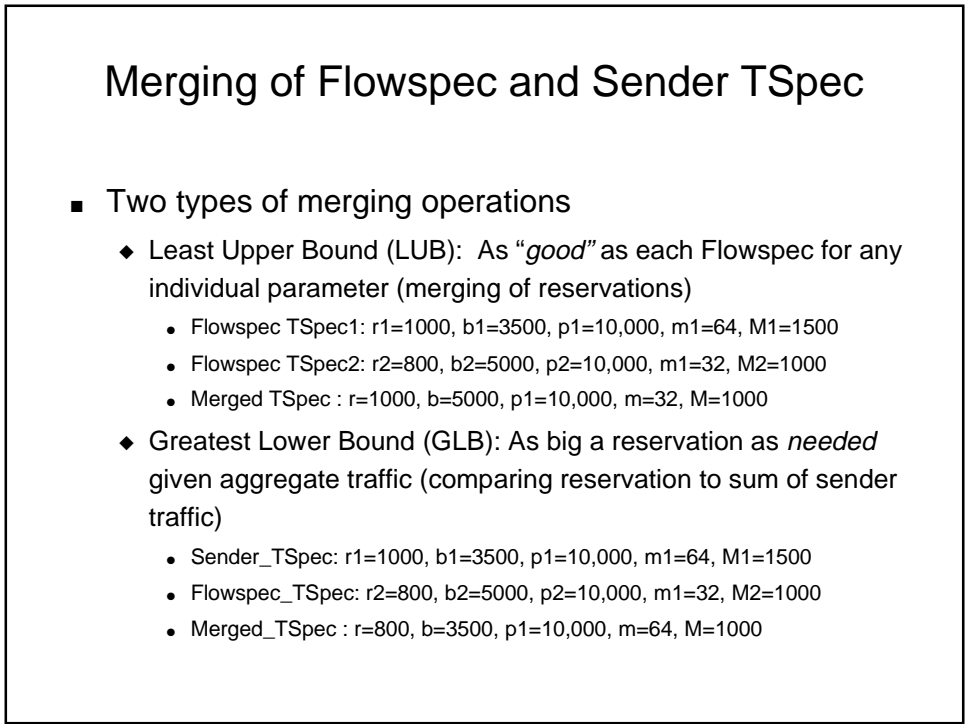 Merging of Flowspec and Sender TSpec
■ Two types of merging operations
◆ Least Upper Bound (LUB):  As “good” as each Flowspec for any
individual parameter (merging of reservations)
• Flowspec TSpec1: r1=1000, b1=3500, p1=10,000, m1=64, M1=1500
• Flowspec TSpec2: r2=800, b2=5000, p2=10,000, m1=32, M2=1000
• Merged TSpec : r=1000, b=5000, p1=10,000, m=32, M=1000
◆ Greatest Lower Bound (GLB): As big a reservation as needed
given aggregate traffic (comparing reservation to sum of sender
traffic)
• Sender_TSpec: r1=1000, b1=3500, p1=10,000, m1=64, M1=1500
• Flowspec_TSpec: r2=800, b2=5000, p2=10,000, m1=32, M2=1000
• Merged_TSpec : r=800, b=3500, p1=10,000, m=64, M=1000